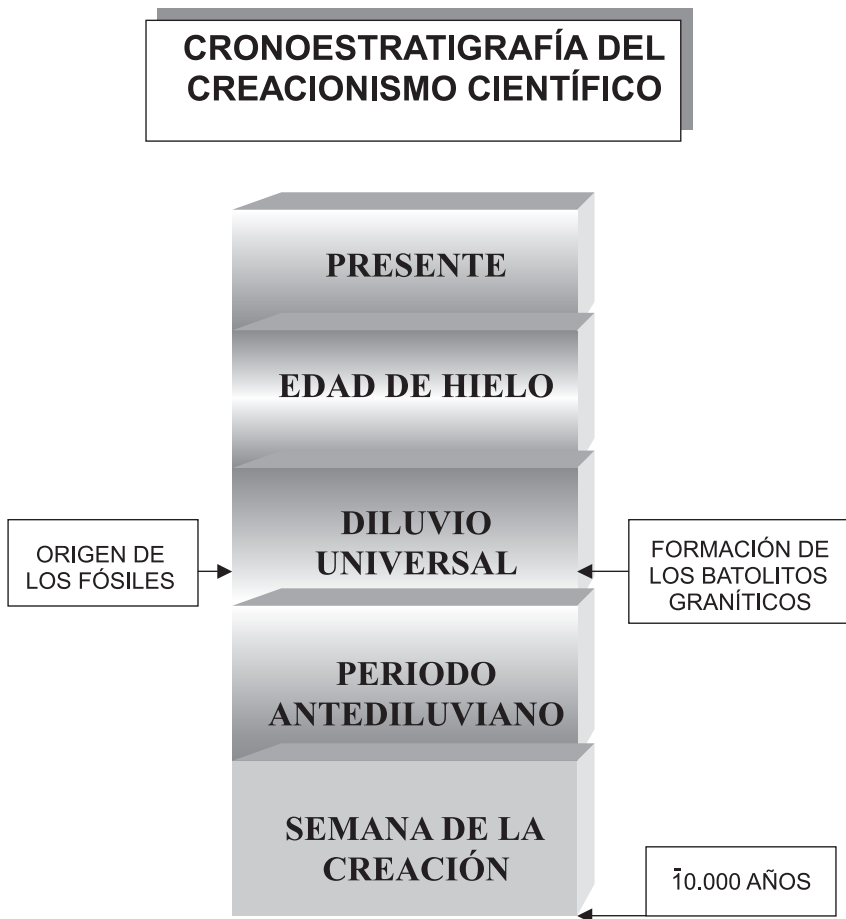 CRONOESTRATIGRAFÍA DEL
CREACIONISMO CIENTÍFICO
PRESENTE
EDAD DE HIELO
DILUVIO
UNIVERSAL
ORIGEN DE
LOS FÓSILES
FORMACIÓN DE
LOS BATOLITOS
GRANÍTICOS
PERIODO
ANTEDILUVIANO
SEMANA DE LA
CREACIÓN
10.000 AÑOS